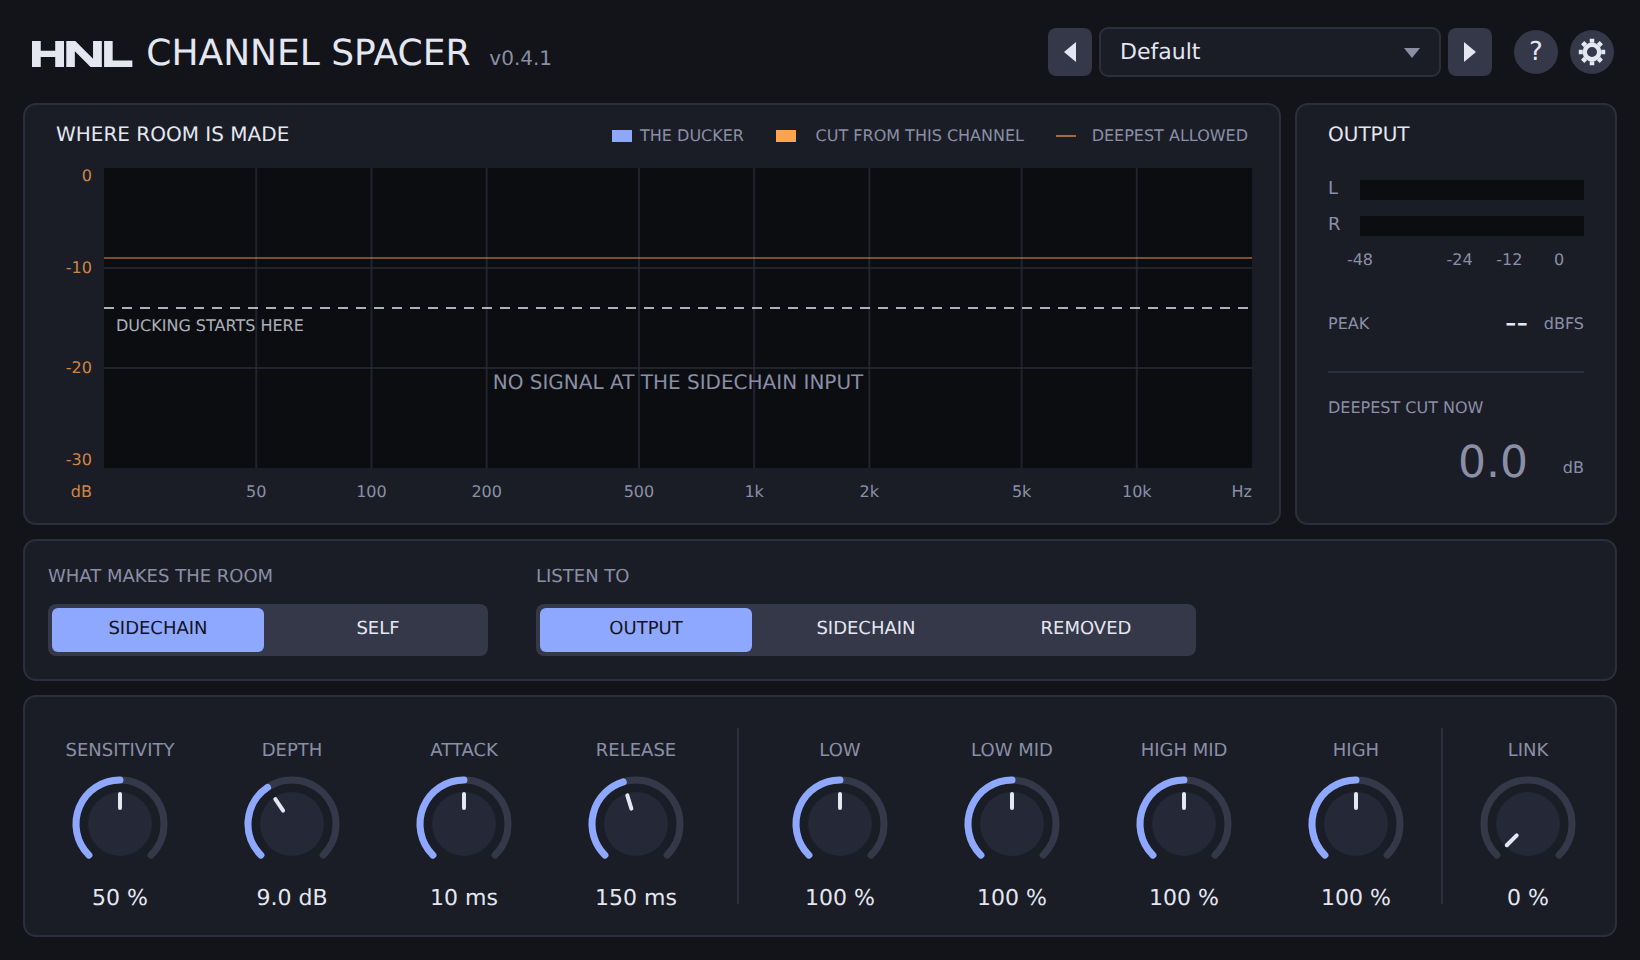 HNL CHANNEL SPACER v0.4.1
Default
?
WHERE ROOM IS MADE
THE DUCKER
CUT FROM THIS CHANNEL
DEEPEST ALLOWED
0
-10
-20
-30
dB
DUCKING STARTS HERE
NO SIGNAL AT THE SIDECHAIN INPUT
50 100 200 500 1k 2k 5k 10k Hz
OUTPUT
L
R
-48 -24 -12 0
PEAK -- dBFS
DEEPEST CUT NOW
0.0 dB
WHAT MAKES THE ROOM
SIDECHAIN SELF
LISTEN TO
OUTPUT SIDECHAIN REMOVED
SENSITIVITY DEPTH ATTACK RELEASE LOW LOW MID HIGH MID HIGH LINK
50 % 9.0 dB 10 ms 150 ms 100 % 100 % 100 % 100 % 0 %